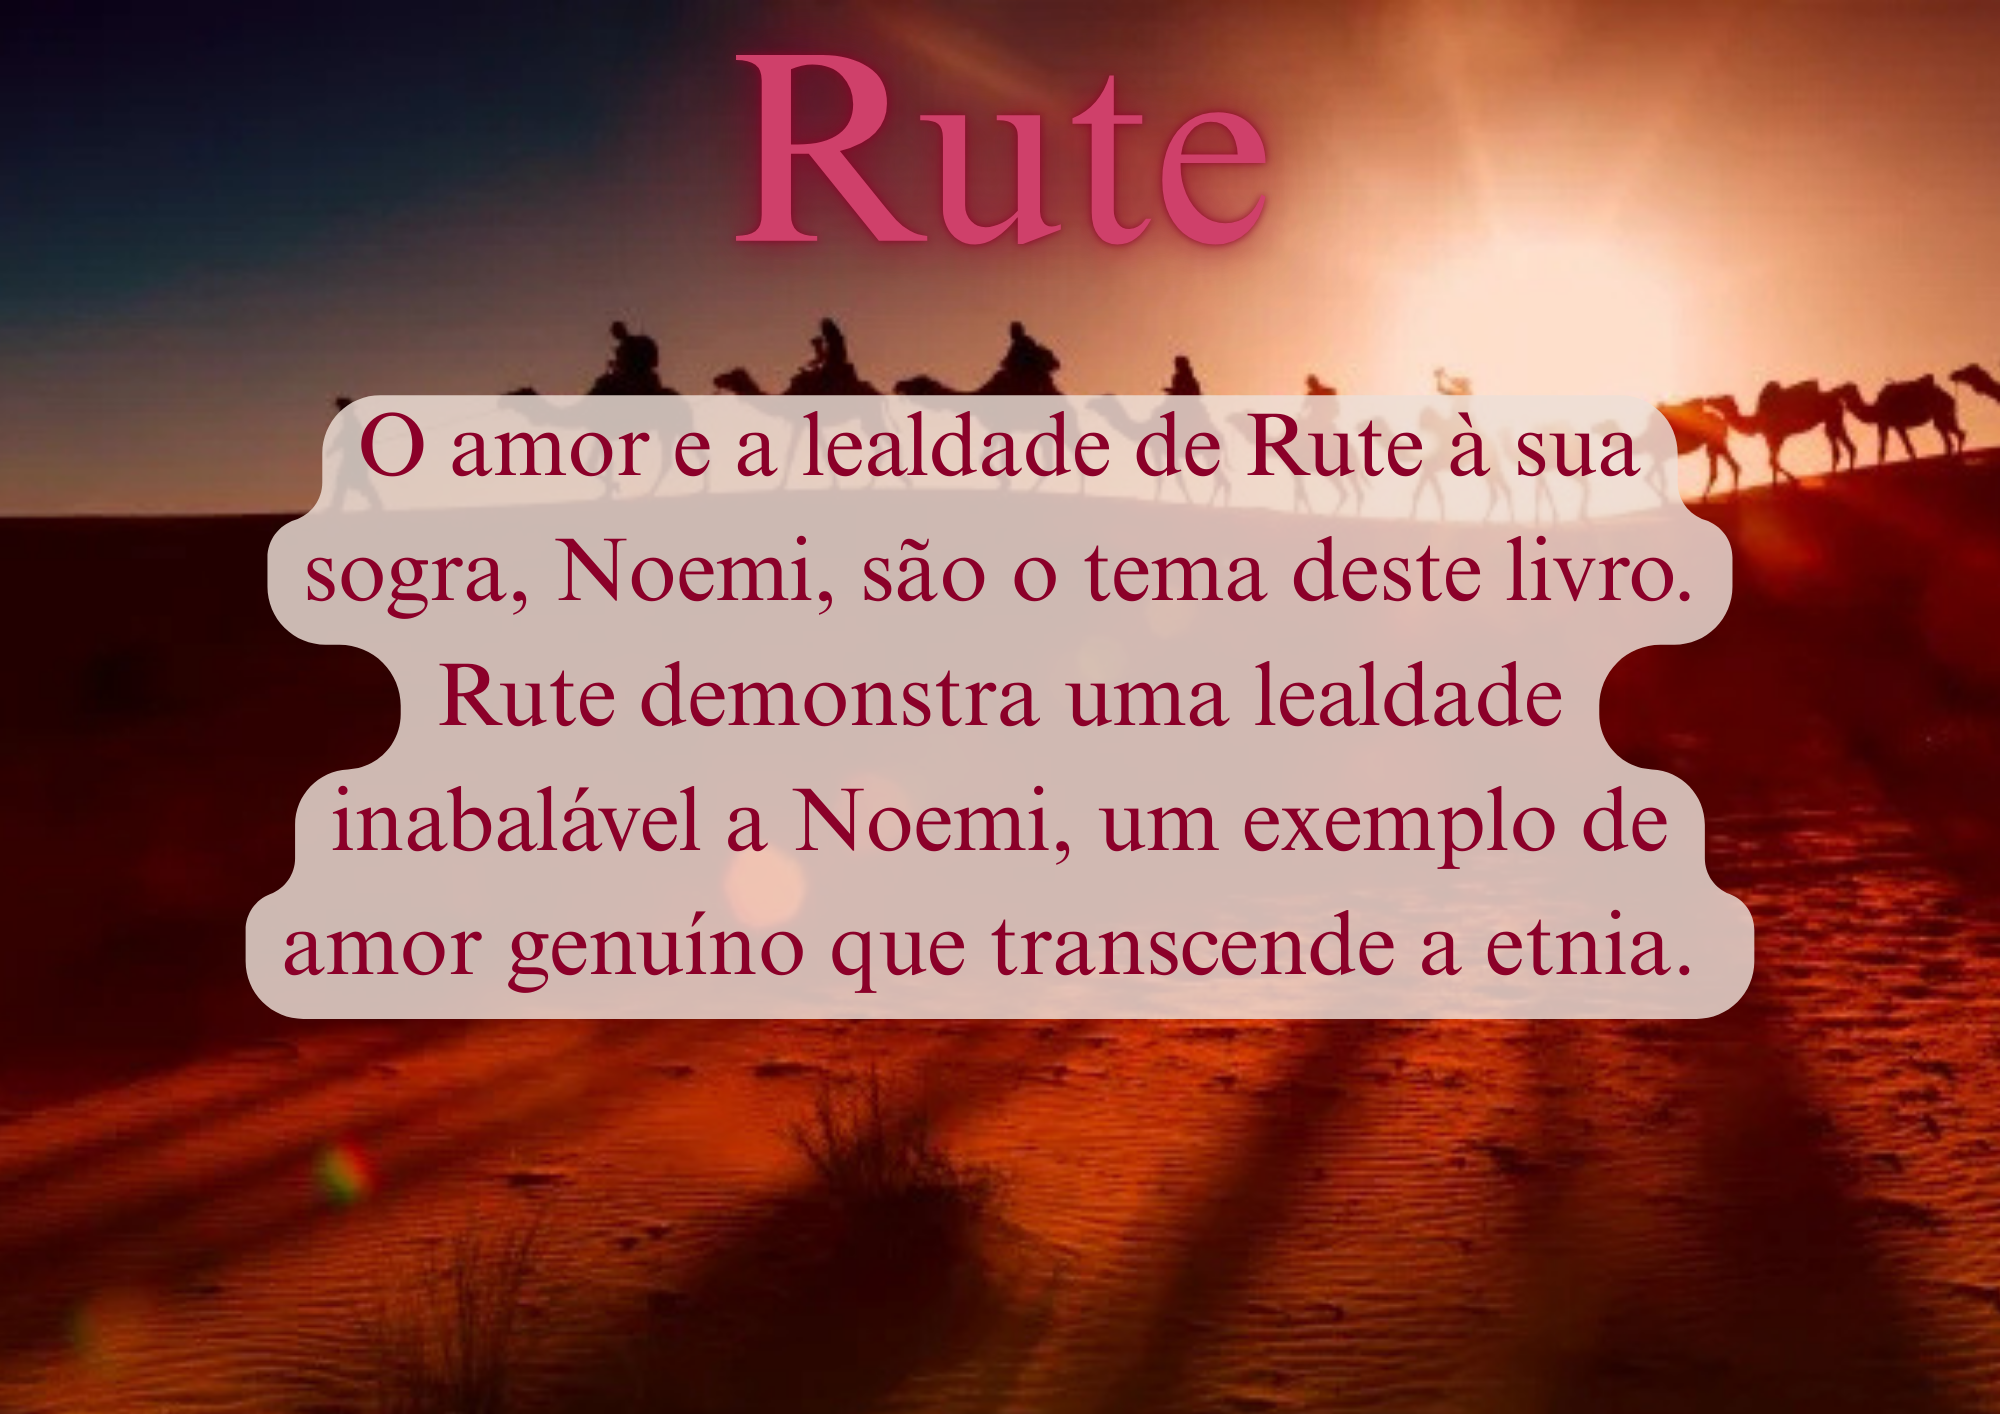 Rute
O amor e a lealdade de Rute à sua
sogra, Noemi, são o tema deste livro.
Rute demonstra uma lealdade
inabalável a Noemi, um exemplo de
amor genuíno que transcende a etnia.